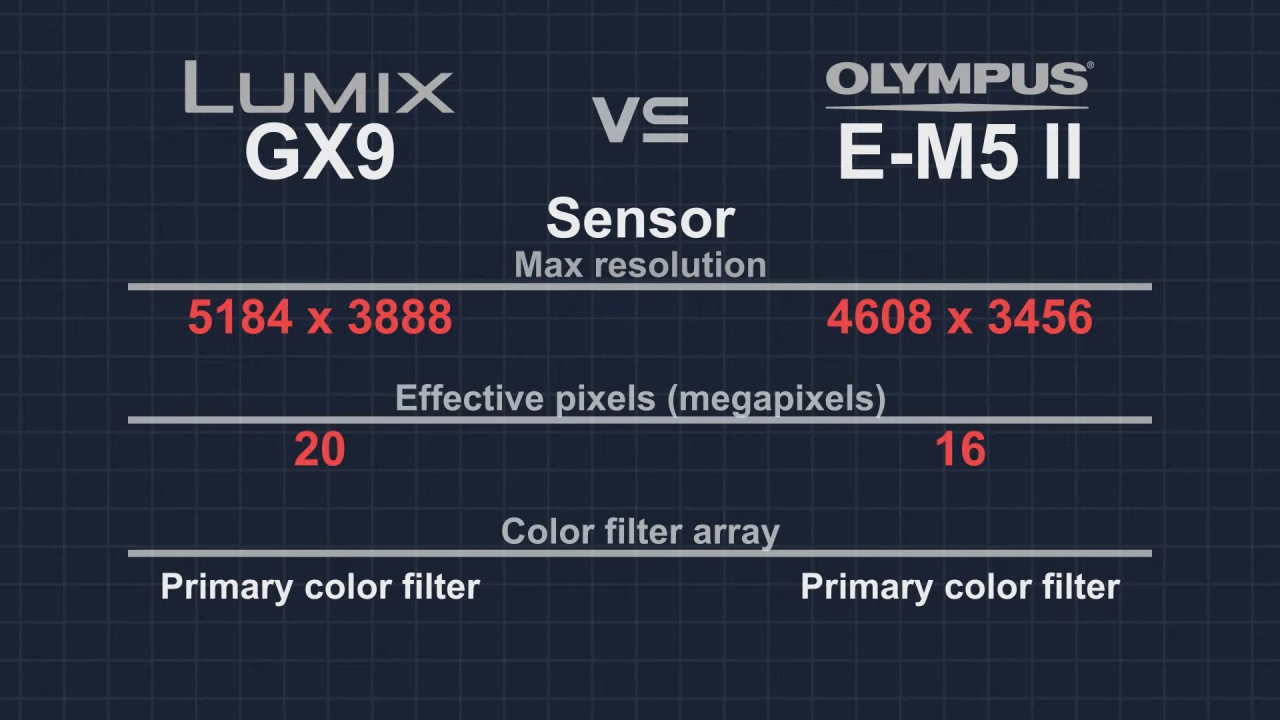 LUMIX VS OLYMPUS®
GX9 E-M5 II
Sensor
Max resolution
5184 x 3888 4608 x 3456
Effective pixels (megapixels)
20 16
Color filter array
Primary color filter Primary color filter